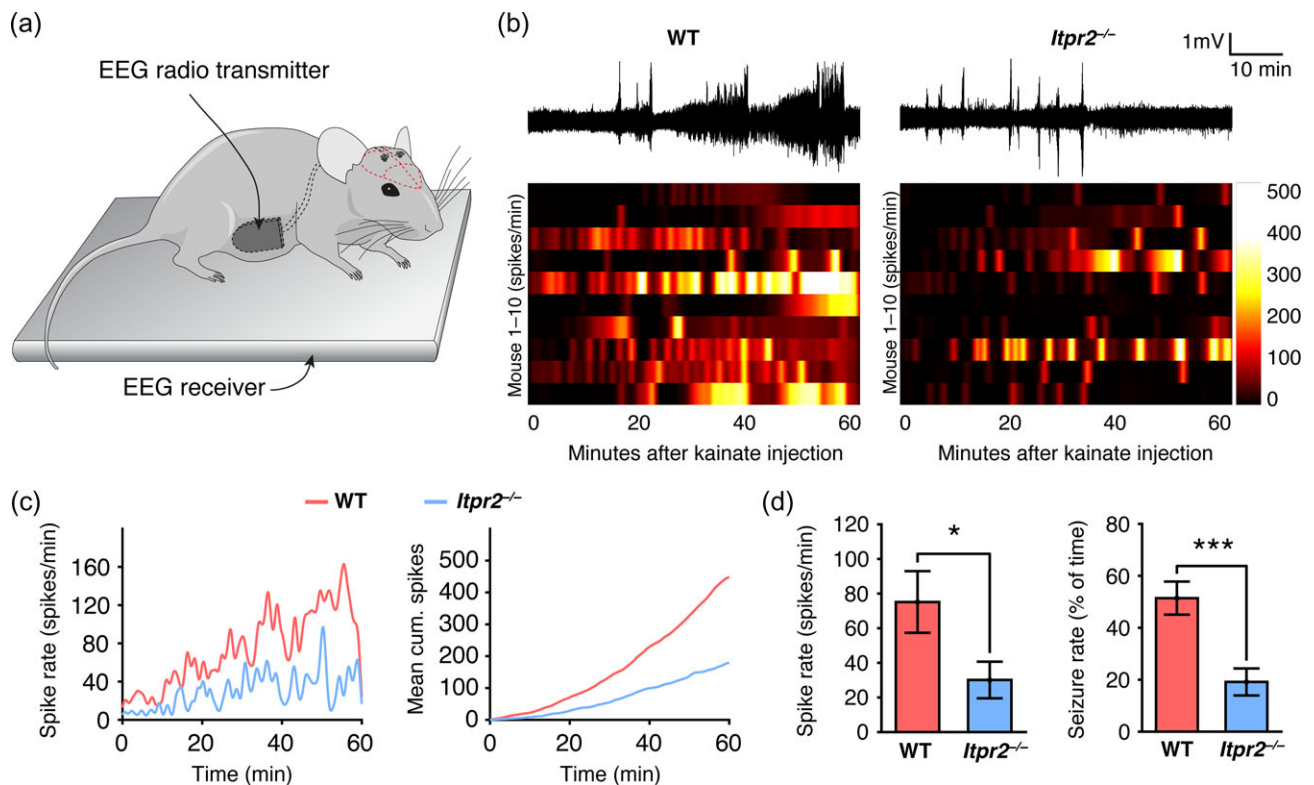 (a)
EEG radio transmitter
EEG receiver
(b)
WT
Itpr2–/–
1mV
10 min
Mouse 1–10 (spikes/min)
0 20 40 60
Minutes after kainate injection
Mouse 1–10 (spikes/min)
0 20 40 60
Minutes after kainate injection
500
400
300
200
100
0
(c)
WT
Itpr2–/–
Spike rate (spikes/min)
160
120
80
40
0
0 20 40 60
Time (min)
Mean cum. spikes
500
400
300
200
100
0
0 20 40 60
Time (min)
(d)
Spike rate (spikes/min)
120
100
80
60
40
20
0
*
WT Itpr2–/–
Seizure rate (% of time)
80
60
40
20
0
***
WT Itpr2–/–